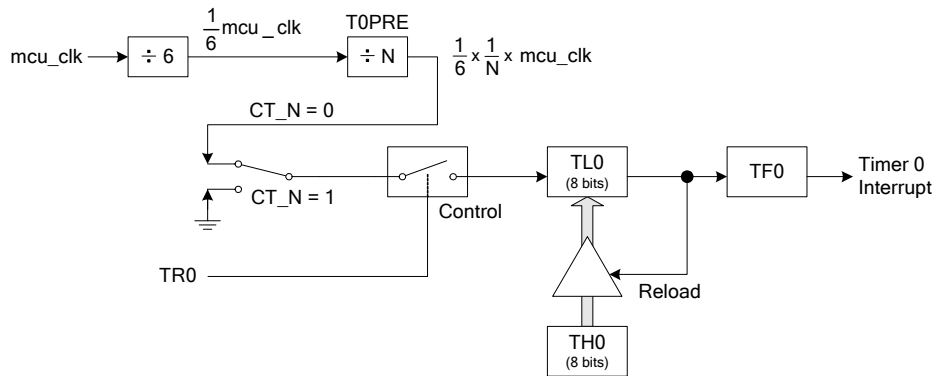 T0PRE
1/6 mcu_clk
mcu_clk
÷ 6
÷ N
1/6 x 1/N x mcu_clk
CT_N = 0
CT_N = 1
Control
TL0
(8 bits)
TF0
Timer 0
Interrupt
TR0
Reload
TH0
(8 bits)